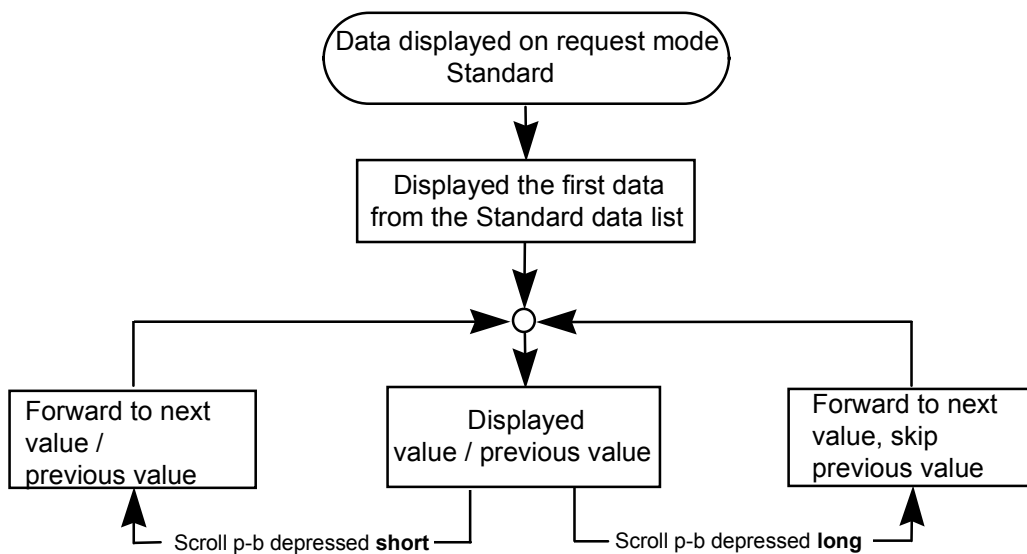 Data displayed on request mode
Standard
Displayed the first data
from the Standard data list
Forward to next
value /
previous value
Displayed
value / previous value
Forward to next
value, skip
previous value
Scroll p-b depressed short
Scroll p-b depressed long